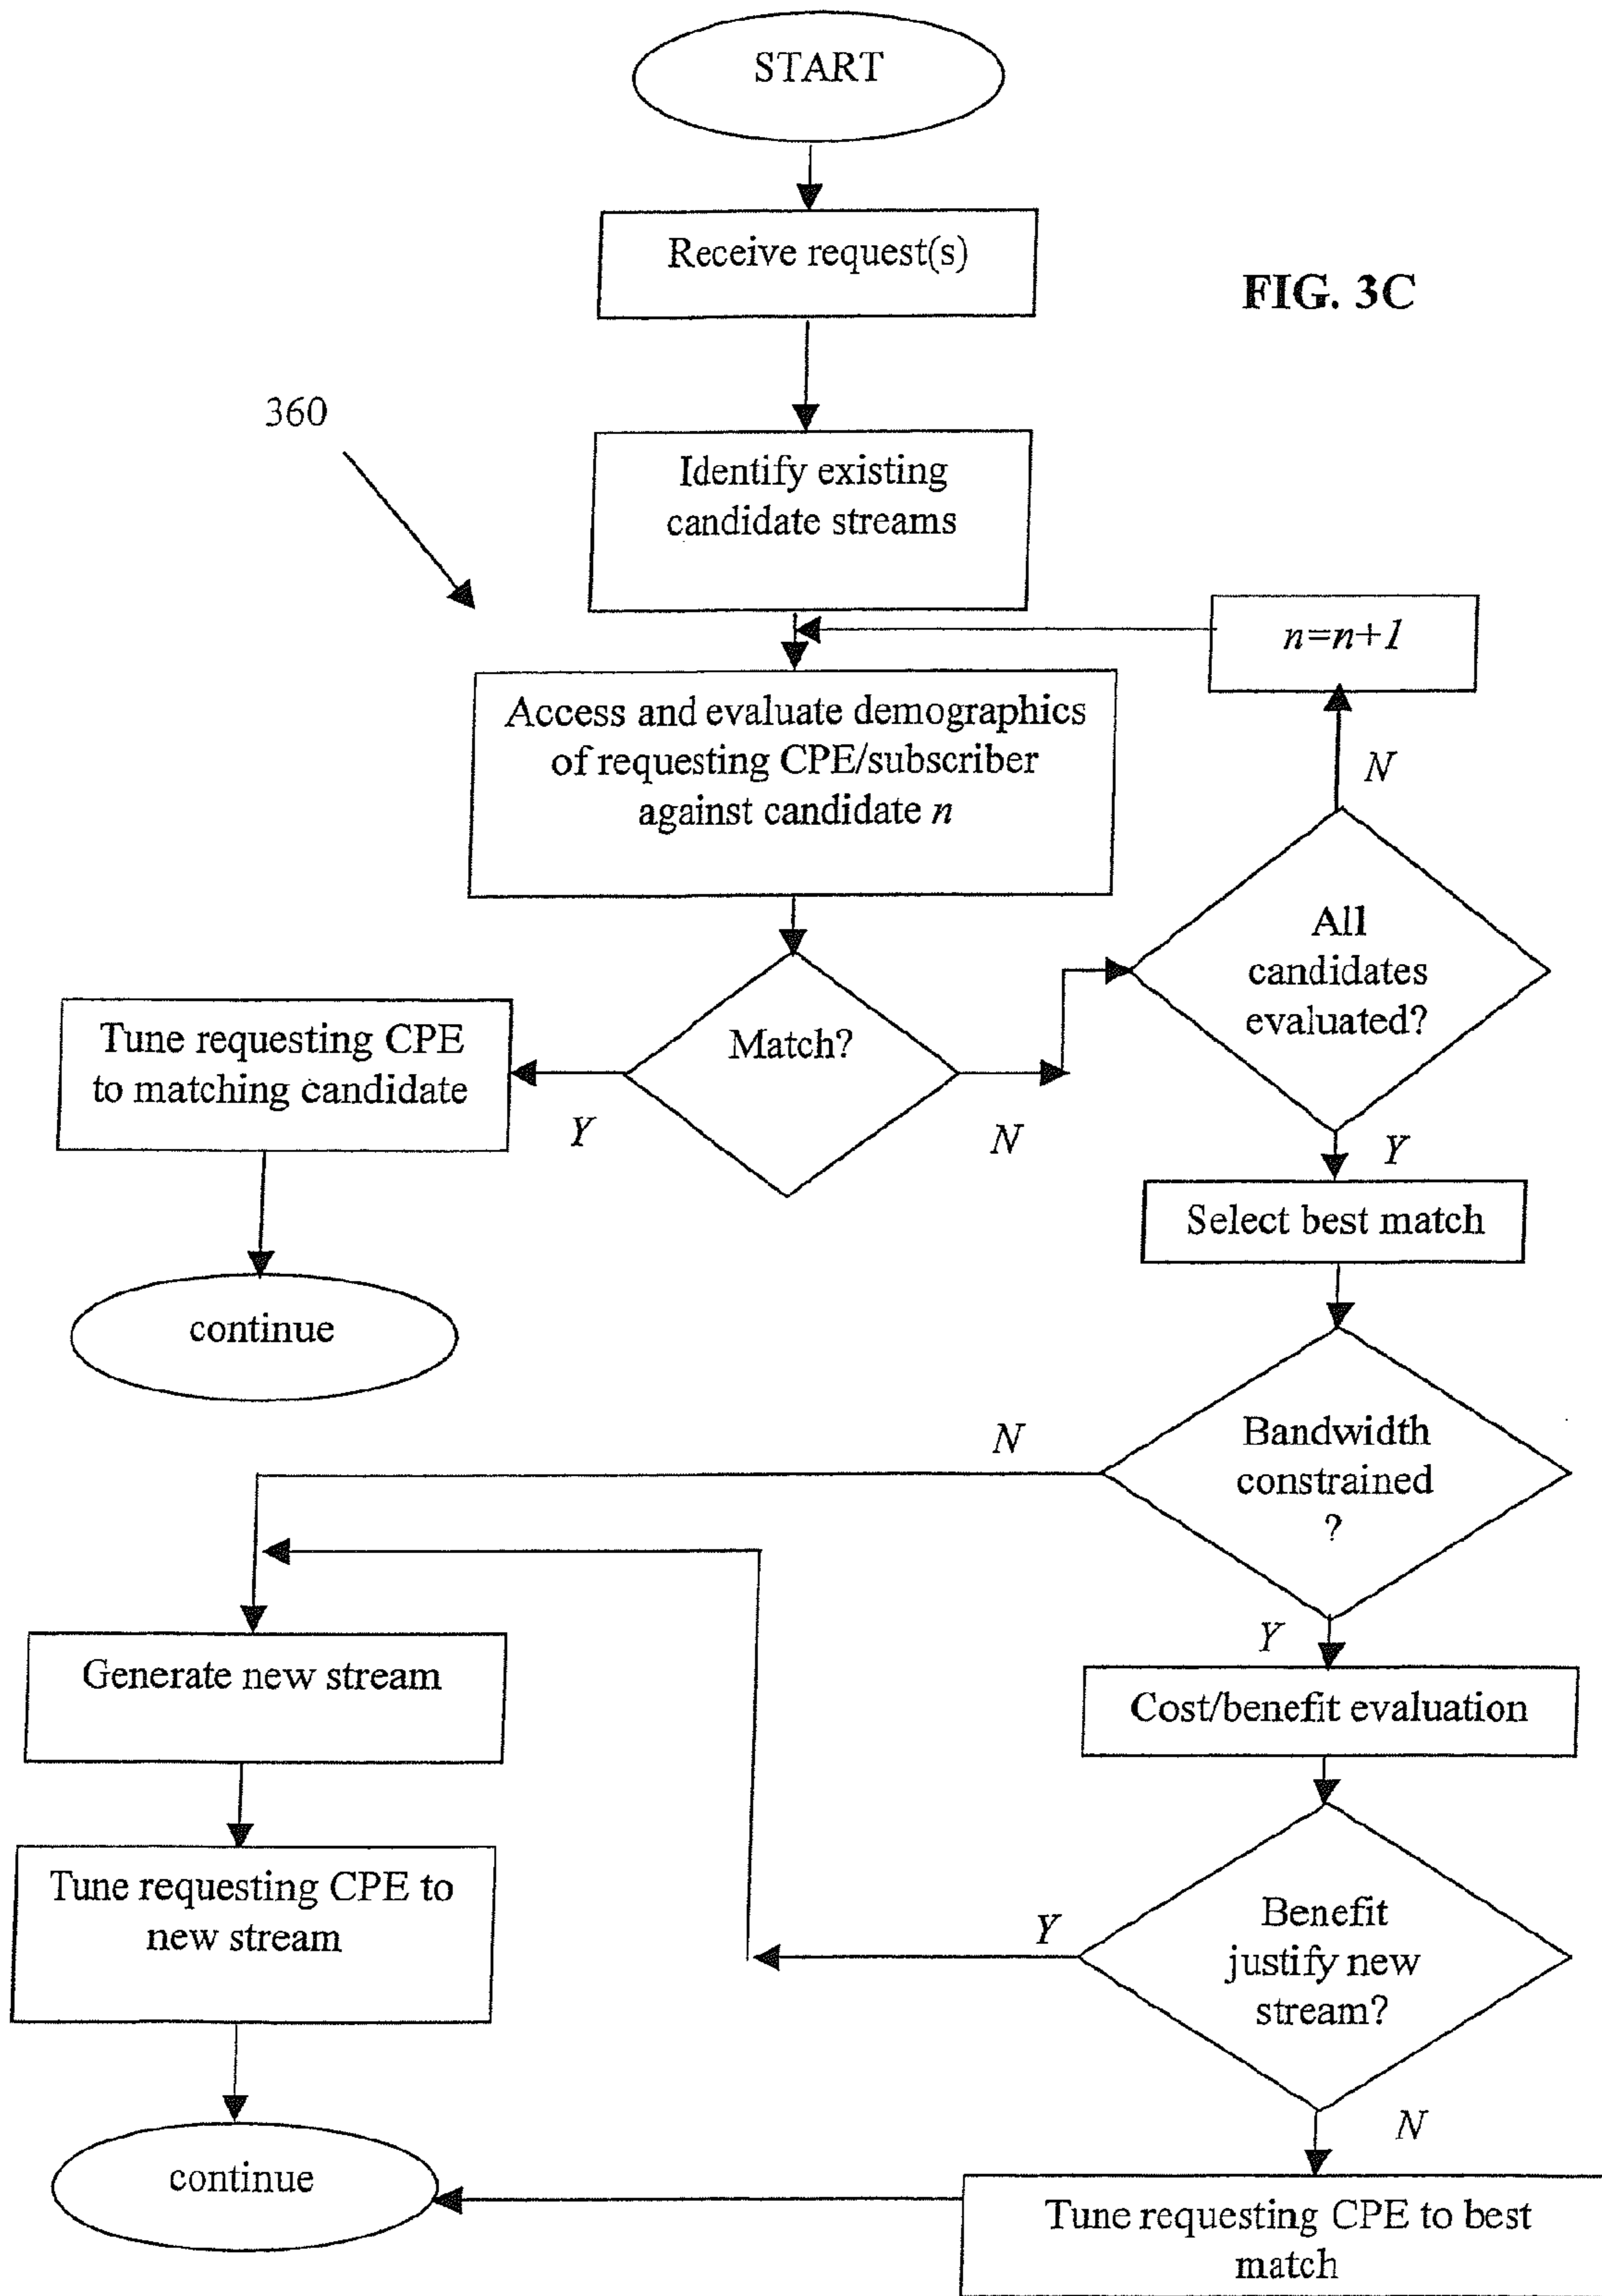 START
Receive request(s)
FIG. 3C
360
Identify existing
candidate streams
n=n+1
Access and evaluate demographics
of requesting CPE/subscriber
against candidate n
N
All
candidates
evaluated?
Match?
Tune requesting CPE
to matching candidate
Y
N
Y
Select best match
continue
Bandwidth
constrained
?
N
Y
Generate new stream
Cost/benefit evaluation
Tune requesting CPE to
new stream
Benefit
justify new
stream?
Y
N
continue
Tune requesting CPE to best
match